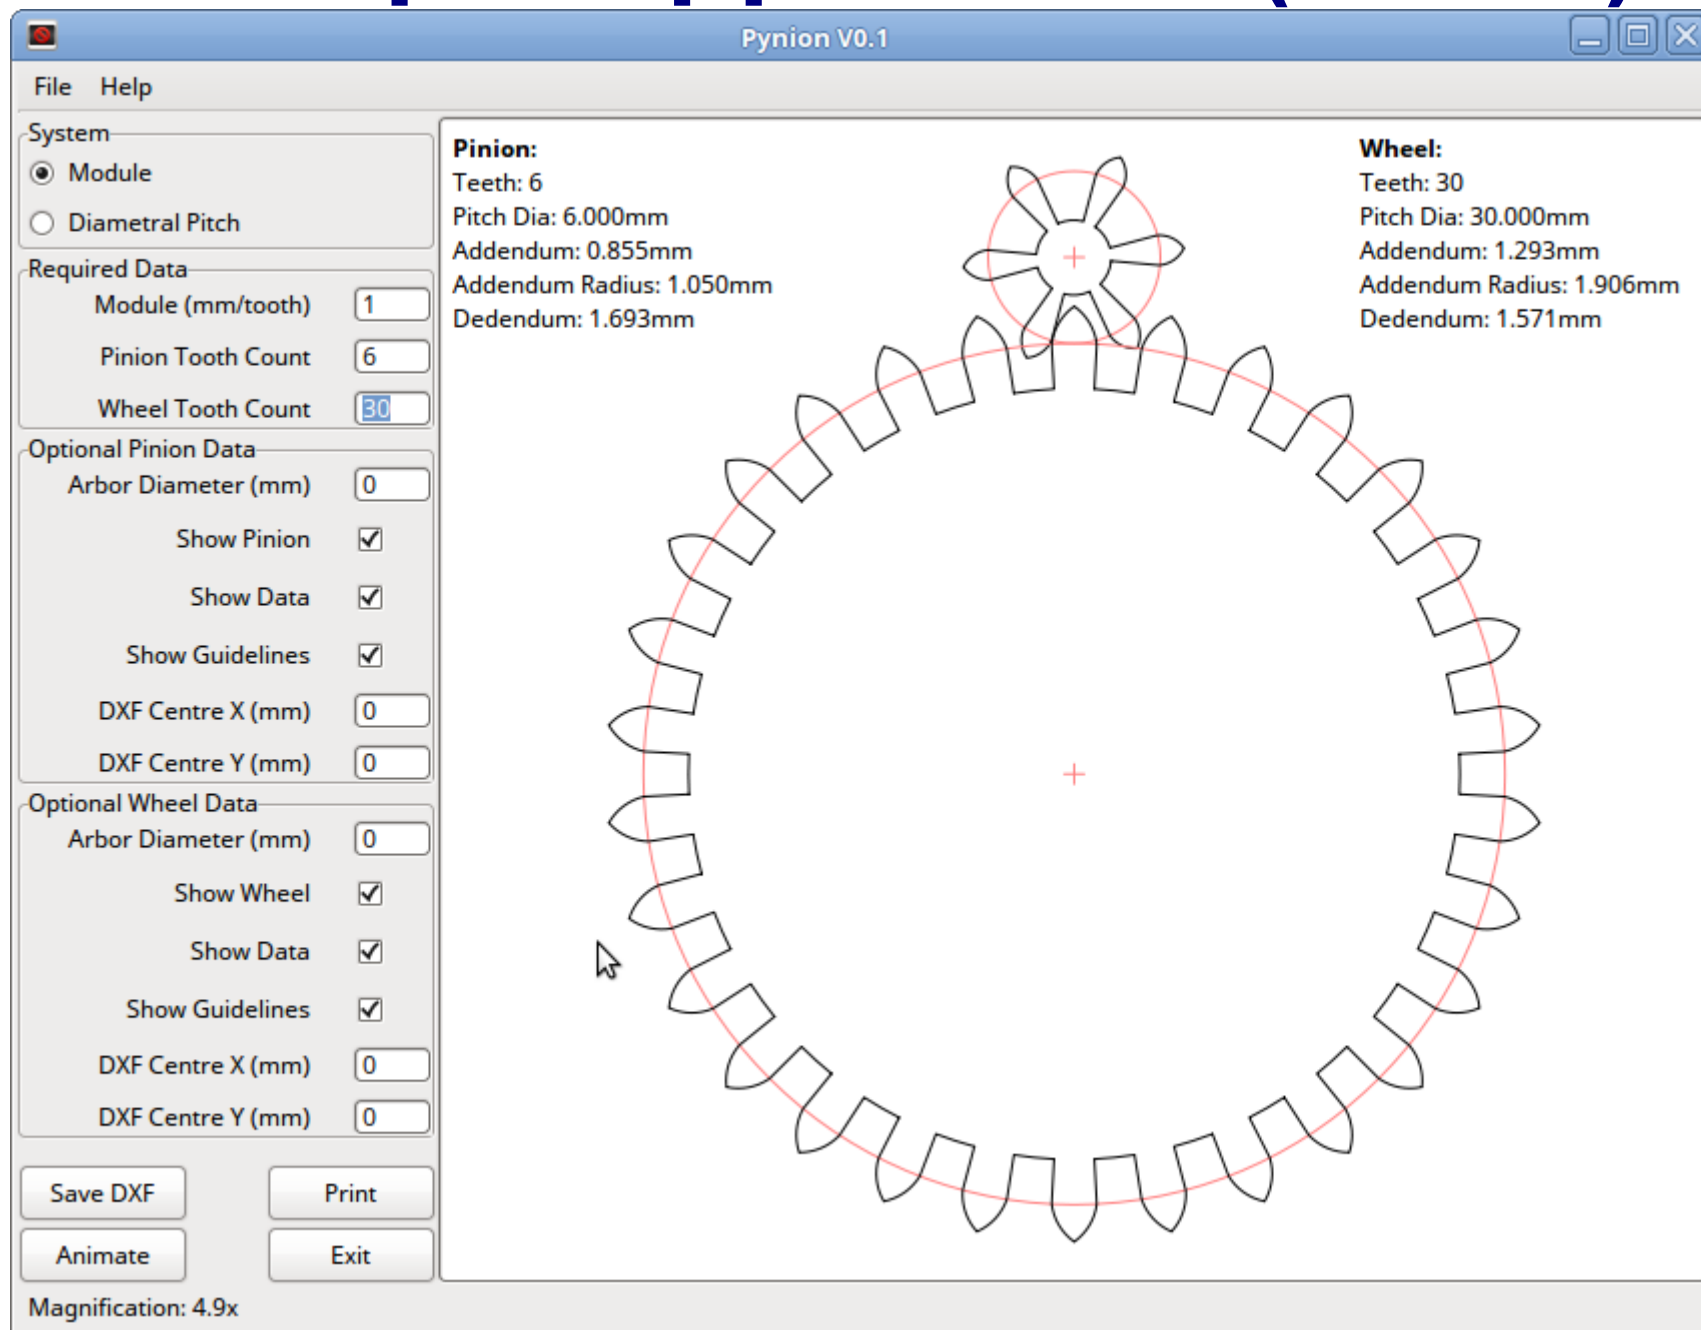 Pynion V0.1
File Help
System
Module
Diametral Pitch
Required Data
Module (mm/tooth) 1
Pinion Tooth Count 6
Wheel Tooth Count 30
Optional Pinion Data
Arbor Diameter (mm) 0
Show Pinion
Show Data
Show Guidelines
DXF Centre X (mm) 0
DXF Centre Y (mm) 0
Optional Wheel Data
Arbor Diameter (mm) 0
Show Wheel
Show Data
Show Guidelines
DXF Centre X (mm) 0
DXF Centre Y (mm) 0
Save DXF Print
Animate Exit
Magnification: 4.9x
Pinion:
Teeth: 6
Pitch Dia: 6.000mm
Addendum: 0.855mm
Addendum Radius: 1.050mm
Dedendum: 1.693mm
Wheel:
Teeth: 30
Pitch Dia: 30.000mm
Addendum: 1.293mm
Addendum Radius: 1.906mm
Dedendum: 1.571mm